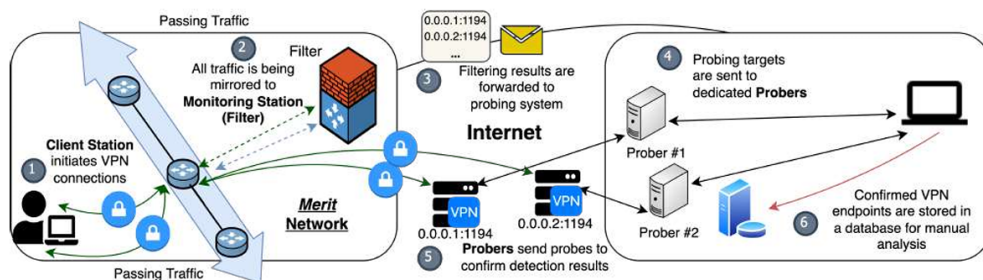 Passing Traffic
1
Client Station
initiates VPN
connections
2
All traffic is being
mirrored to
Monitoring Station
(Filter)
Filter
Merit
Network
Passing Traffic
0.0.0.1:1194
0.0.0.2:1194
...
3
Filtering results are
forwarded to
probing system
Internet
VPN
0.0.0.1:1194
VPN
0.0.0.2:1194
5
Probers send probes to
confirm detection results
4
Probing targets
are sent to
dedicated Probers
Prober #1
Prober #2
6
Confirmed VPN
endpoints are stored in
a database for manual
analysis